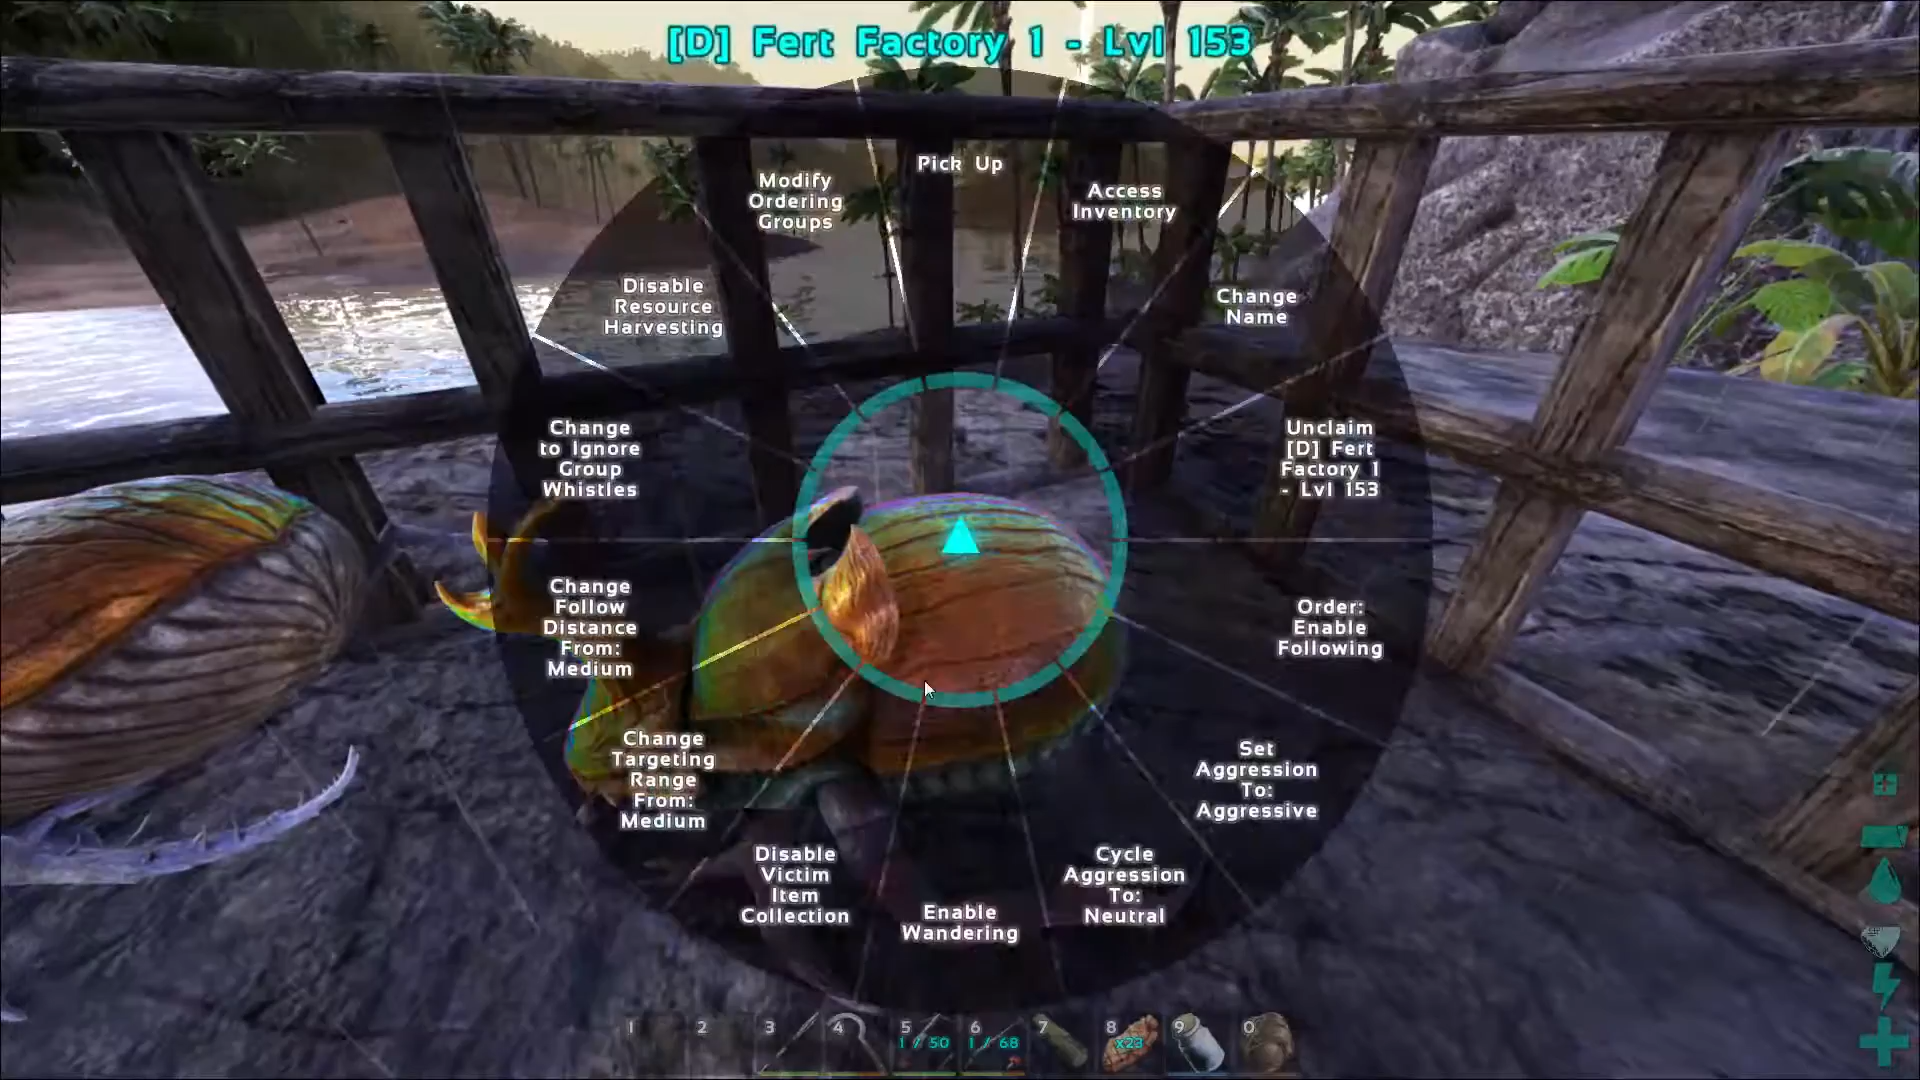 [D] Fert Factory 1 - Lvl 153
Pick Up
Modify
Ordering
Groups
Access
Inventory
Disable
Resource
Harvesting
Change
Name
Change
to Ignore
Group
Whistles
Unclaim
[D] Fert
Factory 1
- Lvl 153
Change
Follow
Distance
From:
Medium
Order:
Enable
Following
Change
Targeting
Range
From:
Medium
Set
Aggression
To:
Aggressive
Disable
Victim
Item
Collection
Cycle
Aggression
To:
Neutral
Enable
Wandering
1 2 3 4 5 6 7 8 9 0
1 / 50 1 / 68 x23